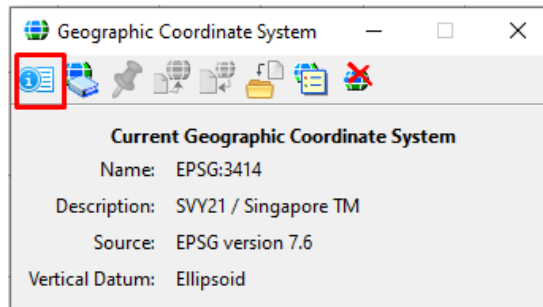 Geographic Coordinate System
Current Geographic Coordinate System
Name: EPSG:3414
Description: SVY21 / Singapore TM
Source: EPSG version 7.6
Vertical Datum: Ellipsoid